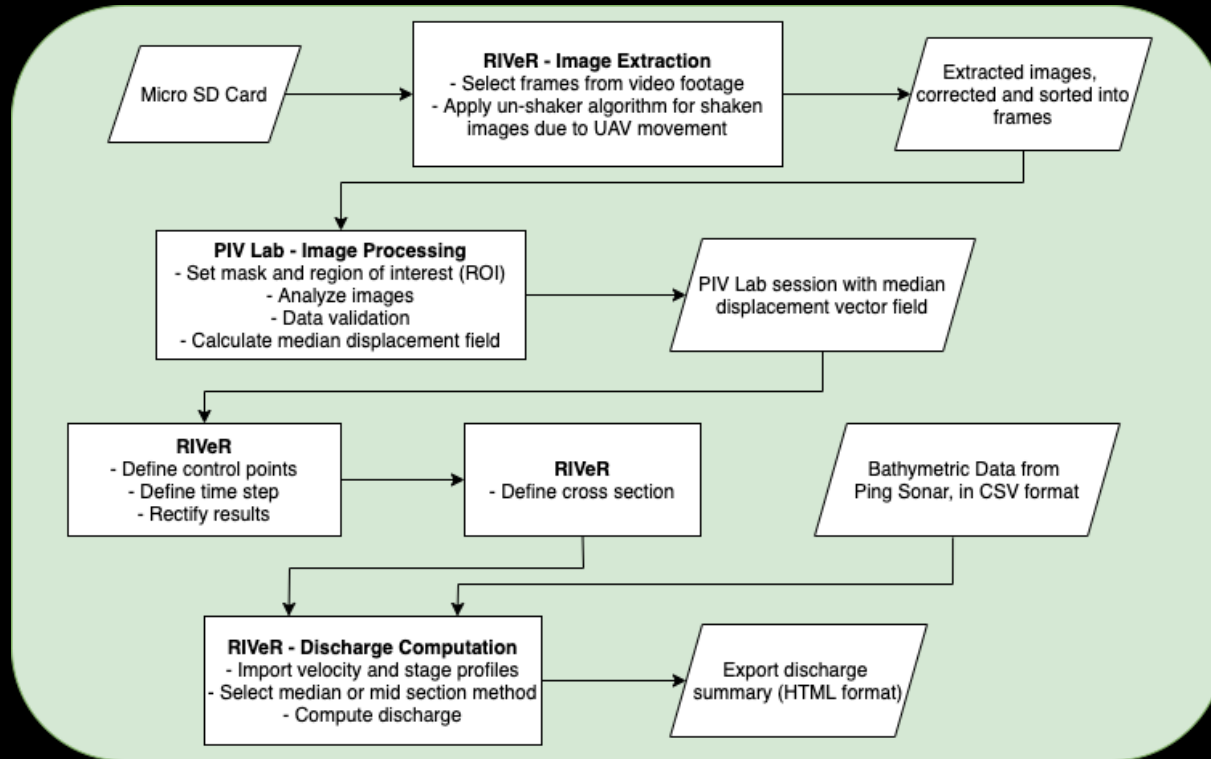 Micro SD Card
RIVeR - Image Extraction
- Select frames from video footage
- Apply un-shaker algorithm for shaken
images due to UAV movement
Extracted images,
corrected and sorted into
frames
PIV Lab - Image Processing
- Set mask and region of interest (ROI)
- Analyze images
- Data validation
- Calculate median displacement field
PIV Lab session with median
displacement vector field
RIVeR
- Define control points
- Define time step
- Rectify results
RIVeR
- Define cross section
Bathymetric Data from
Ping Sonar, in CSV format
RIVeR - Discharge Computation
- Import velocity and stage profiles
- Select median or mid section method
- Compute discharge
Export discharge
summary (HTML format)